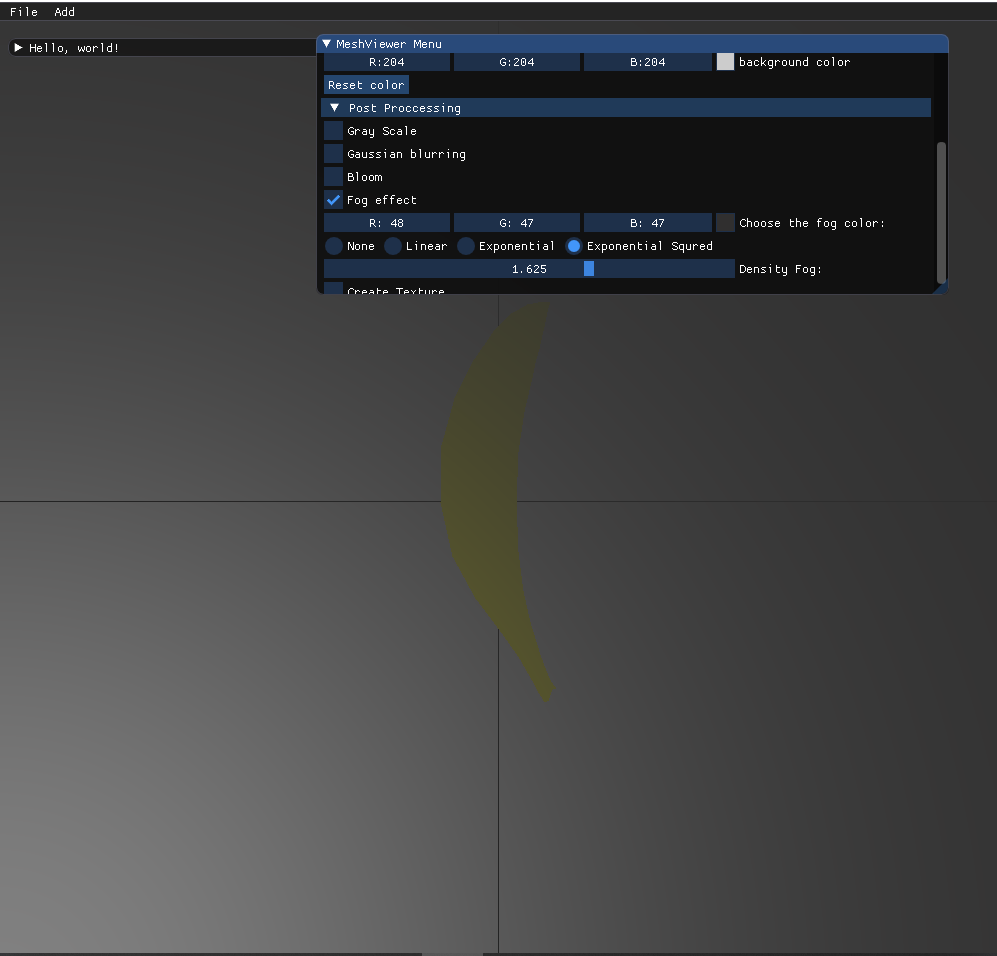 File Add
Hello, world!
MeshViewer Menu
R:204 G:204 B:204 background color
Reset color
Post Proccessing
Gray Scale
Gaussian blurring
Bloom
Fog effect
R: 48 G: 47 B: 47 Choose the fog color:
None Linear Exponential Exponential Squred
1.625 Density Fog:
Create Texture